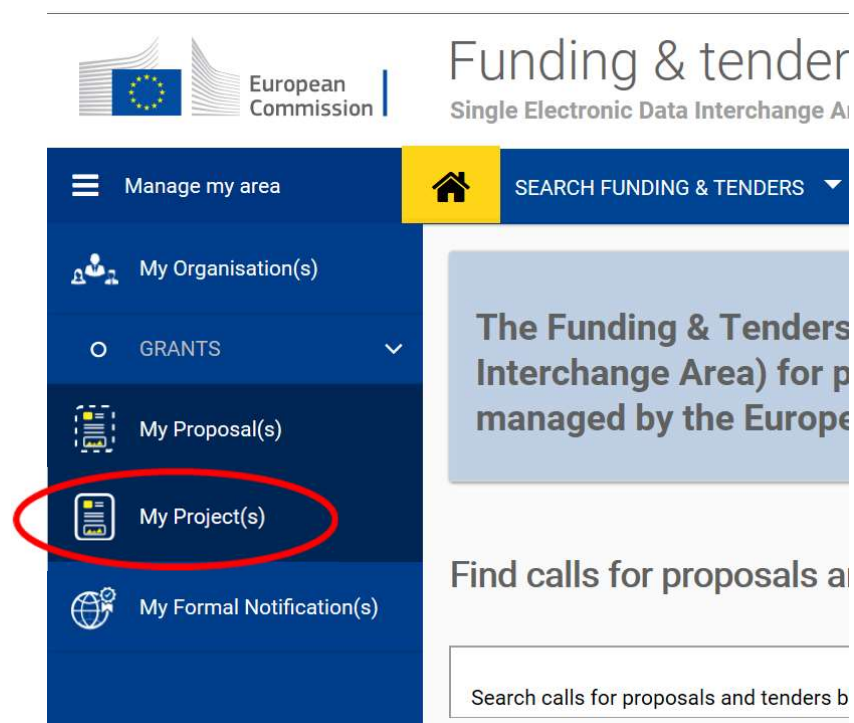 European
Commission
Funding & tender
Single Electronic Data Interchange
Manage my area
SEARCH FUNDING & TENDERS
My Organisation(s)
GRANTS
My Proposal(s)
My Project(s)
My Formal Notification(s)
The Funding & Tenders
Interchange Area) for p
managed by the Europe
Find calls for proposals
Search calls for proposals and tenders b